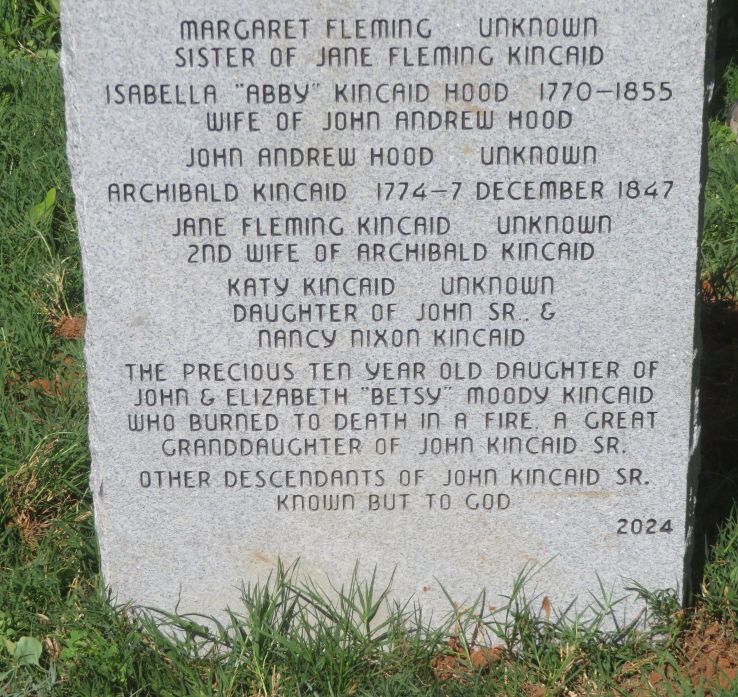 MARGARET FLEMING UNKNOWN
SISTER OF JANE FLEMING KINCAID
ISABELLA "ABBY" KINCAID HOOD 1770-1855
WIFE OF JOHN ANDREW HOOD
JOHN ANDREW HOOD UNKNOWN
ARCHIBALD KINCAID 1774-7 DECEMBER 1847
JANE FLEMING KINCAID UNKNOWN
2ND WIFE OF ARCHIBALD KINCAID
KATY KINCAID UNKNOWN
DAUGHTER OF JOHN SR. &
NANCY NIXON KINCAID
THE PRECIOUS TEN YEAR OLD DAUGHTER OF
JOHN & ELIZABETH "BETSY" MOODY KINCAID
WHO BURNED TO DEATH IN A FIRE. A GREAT
GRANDDAUGHTER OF JOHN KINCAID SR.
OTHER DESCENDANTS OF JOHN KINCAID SR.
KNOWN BUT TO GOD
2024